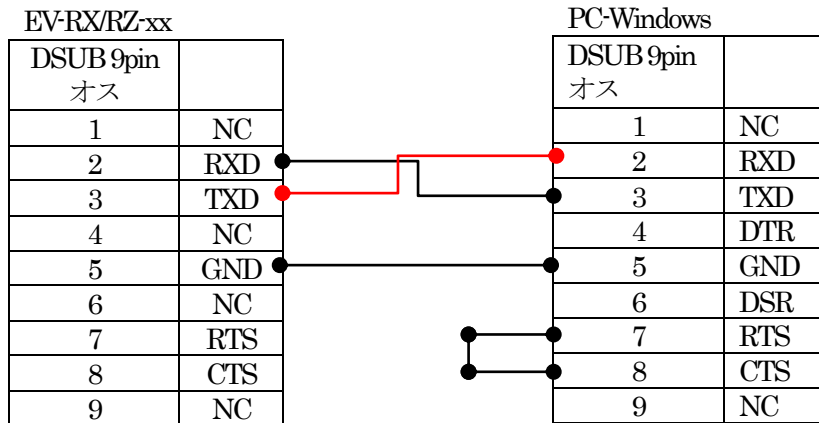 EV-RX/RZ-xx
DSUB 9pin
オス
1 NC
2 RXD
3 TXD
4 NC
5 GND
6 NC
7 RTS
8 CTS
9 NC
PC-Windows
DSUB 9pin
オス
1 NC
2 RXD
3 TXD
4 DTR
5 GND
6 DSR
7 RTS
8 CTS
9 NC